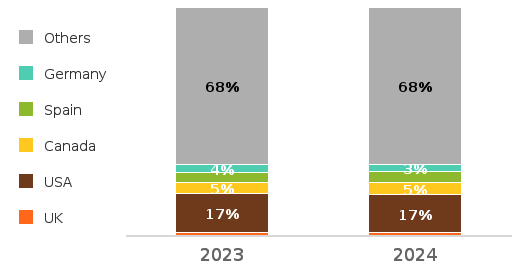 Others
Germany
Spain
Canada
USA
UK
68%
4%
5%
17%
68%
3%
5%
17%
2023
2024